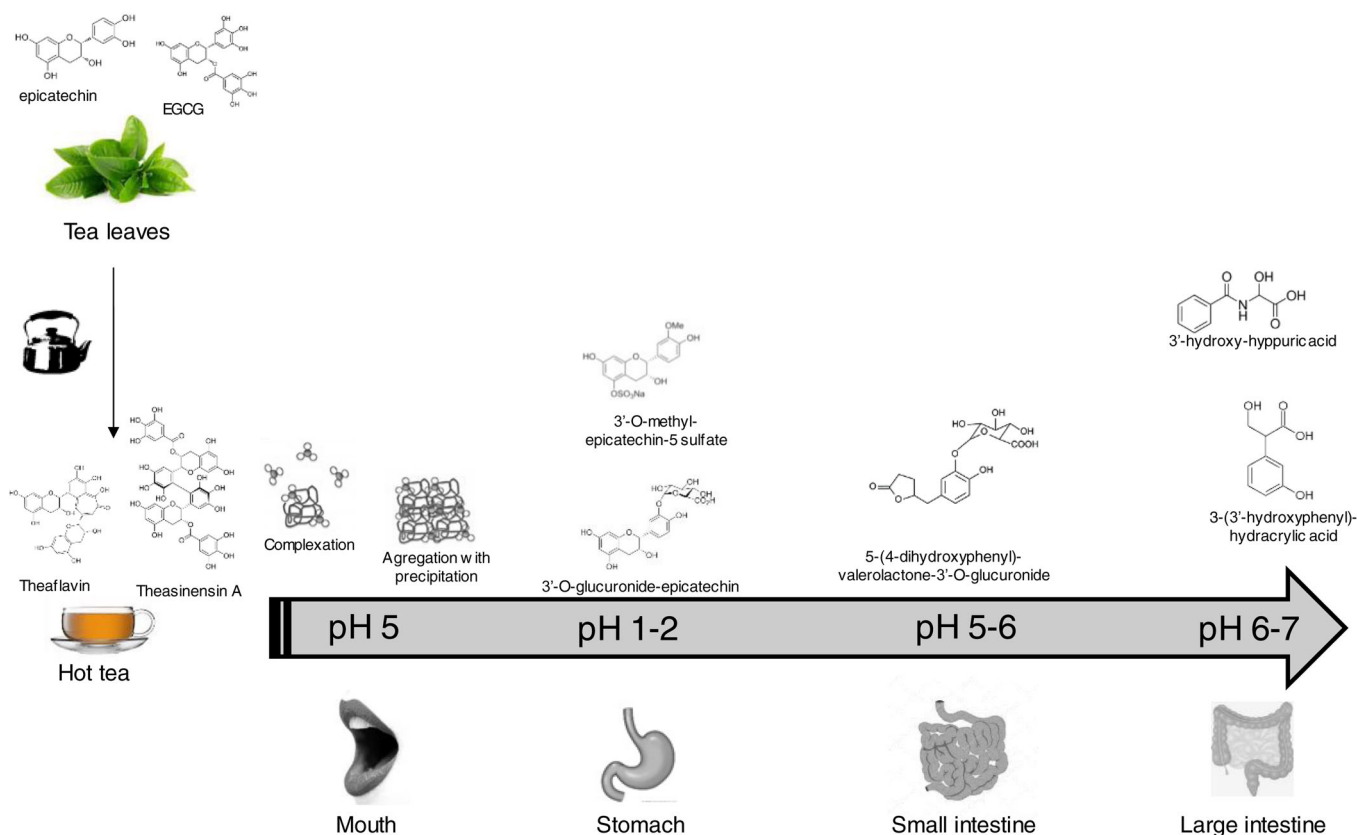 epicatechin
EGCG
Tea leaves
3'-hydroxy-hyppuric acid
3'-O-methyl-
epicatechin-5 sulfate
3-(3'-hydroxyphenyl)-
hydracrylic acid
Complexation
Agregation with
precipitation
3'-O-glucuronide-epicatechin
5-(4-dihydroxyphenyl)-
valerolactone-3'-O-glucuronide
Theaflavin
Theasinensin A
Hot tea
pH 5
pH 1-2
pH 5-6
pH 6-7
Mouth
Stomach
Small intestine
Large intestine